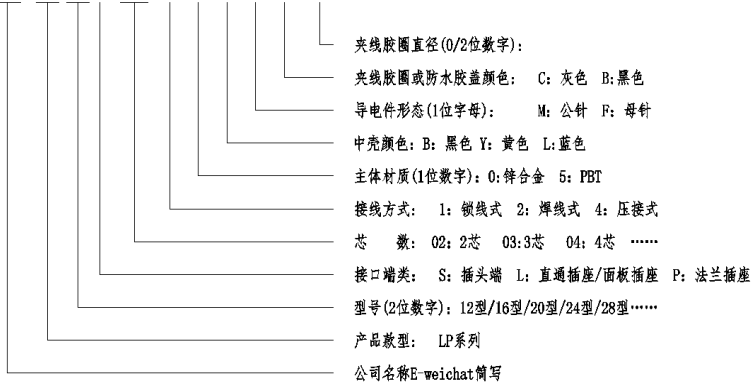 夹线胶圈直径(0/2位数字):
夹线胶圈或防水胶盖颜色: C: 灰色 B:黑色
导电件形态(1位字母): M: 公针 F: 母针
中壳颜色: B: 黑色 Y: 黄色 L:蓝色
主体材质(1位数字): 0:锌合金 5: PBT
接线方式: 1: 锁线式 2: 焊线式 4: 压接式
芯 数: 02: 2芯 03:3芯 04: 4芯 ······
接口端类: S: 插头端 L: 直通插座/面板插座 P: 法兰插座
型号(2位数字): 12型/16型/20型/24型/28型······
产品款型: LP系列
公司名称E-weichat简写